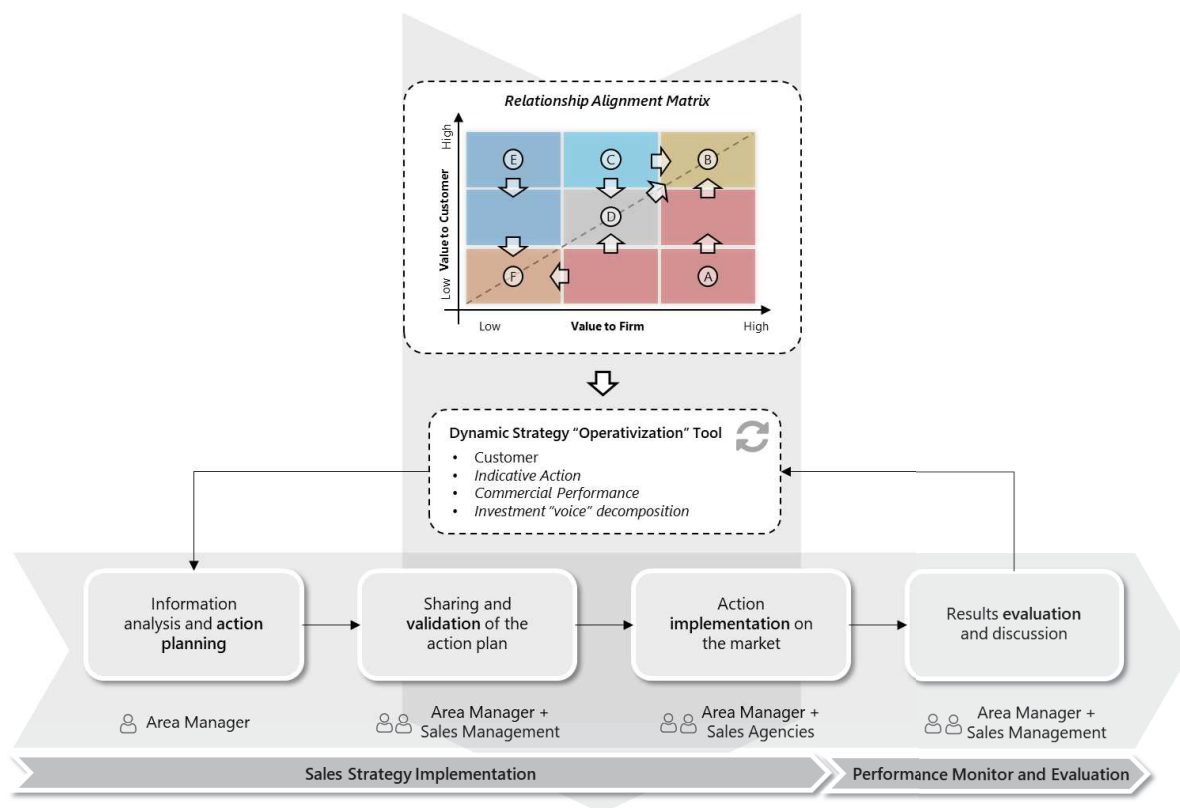 Relationship Alignment Matrix
High
Value to Customer
Low
E
C
B
D
F
A
Low
Value to Firm
High
Dynamic Strategy “Operativization” Tool
• Customer
• Indicative Action
• Commercial Performance
• Investment “voice” decomposition
Information
analysis and action
planning
Sharing and
validation of the
action plan
Action
implementation on
the market
Results evaluation
and discussion
Area Manager
Area Manager +
Sales Management
Area Manager +
Sales Agencies
Area Manager +
Sales Management
Sales Strategy Implementation
Performance Monitor and Evaluation